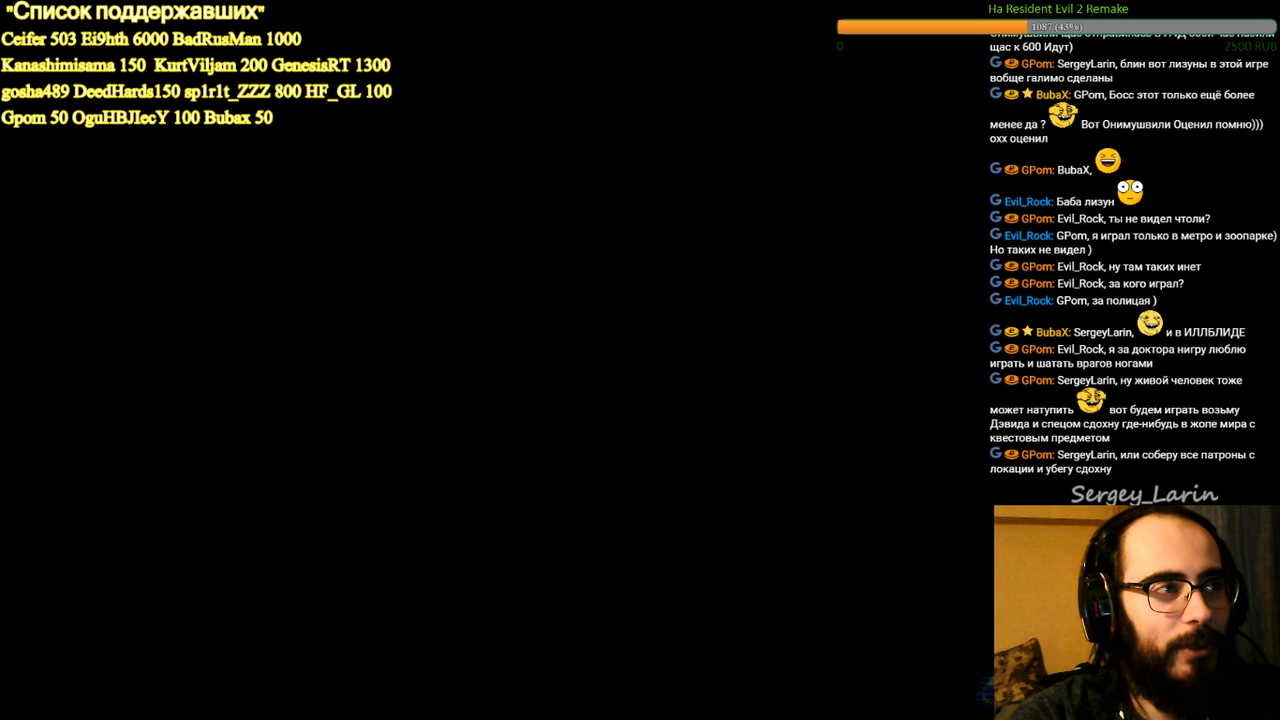 "Список поддержавших"
Ceifer 503 Ei9hth 6000 BadRusMan 1000
Kanashimisama 150 KurtViljam 200 GenesisRT 1300
gosha489 DeedHards150 sp1r1t_ZZZ 800 HF_GL 100
Gpom 50 OguHBJIecY 100 Bubax 50
На Resident Evil 2 Remake
1087 (43%)
0
2500 RUB
щас к 600 Идут)
GPom: SergeyLarin, блин вот лизуны в этой игре
вобще галимо сделаны
BubaX: GPom, Босс этот только ещё более
менее да ? Вот Онимушвили Оценил помню)))
охх оценил
GPom: BubaX,
Evil_Rock: Баба лизун
GPom: Evil_Rock, ты не видел чтоли?
Evil_Rock: GPom, я играл только в метро и зоопарке)
Но таких не видел )
GPom: Evil_Rock, ну там таких инет
GPom: Evil_Rock, за кого играл?
Evil_Rock: GPom, за полицая )
BubaX: SergeyLarin, и в ИЛЛБЛИДЕ
GPom: Evil_Rock, я за доктора нигру люблю
играть и шатать врагов ногами
GPom: SergeyLarin, ну живой человек тоже
может натупить вот будем играть возьму
Дэвида и спецом сдохну где-нибудь в жопе мира с
квестовым предметом
GPom: SergeyLarin, или соберу все патроны с
локации и убегу сдохну
Sergey_Larin